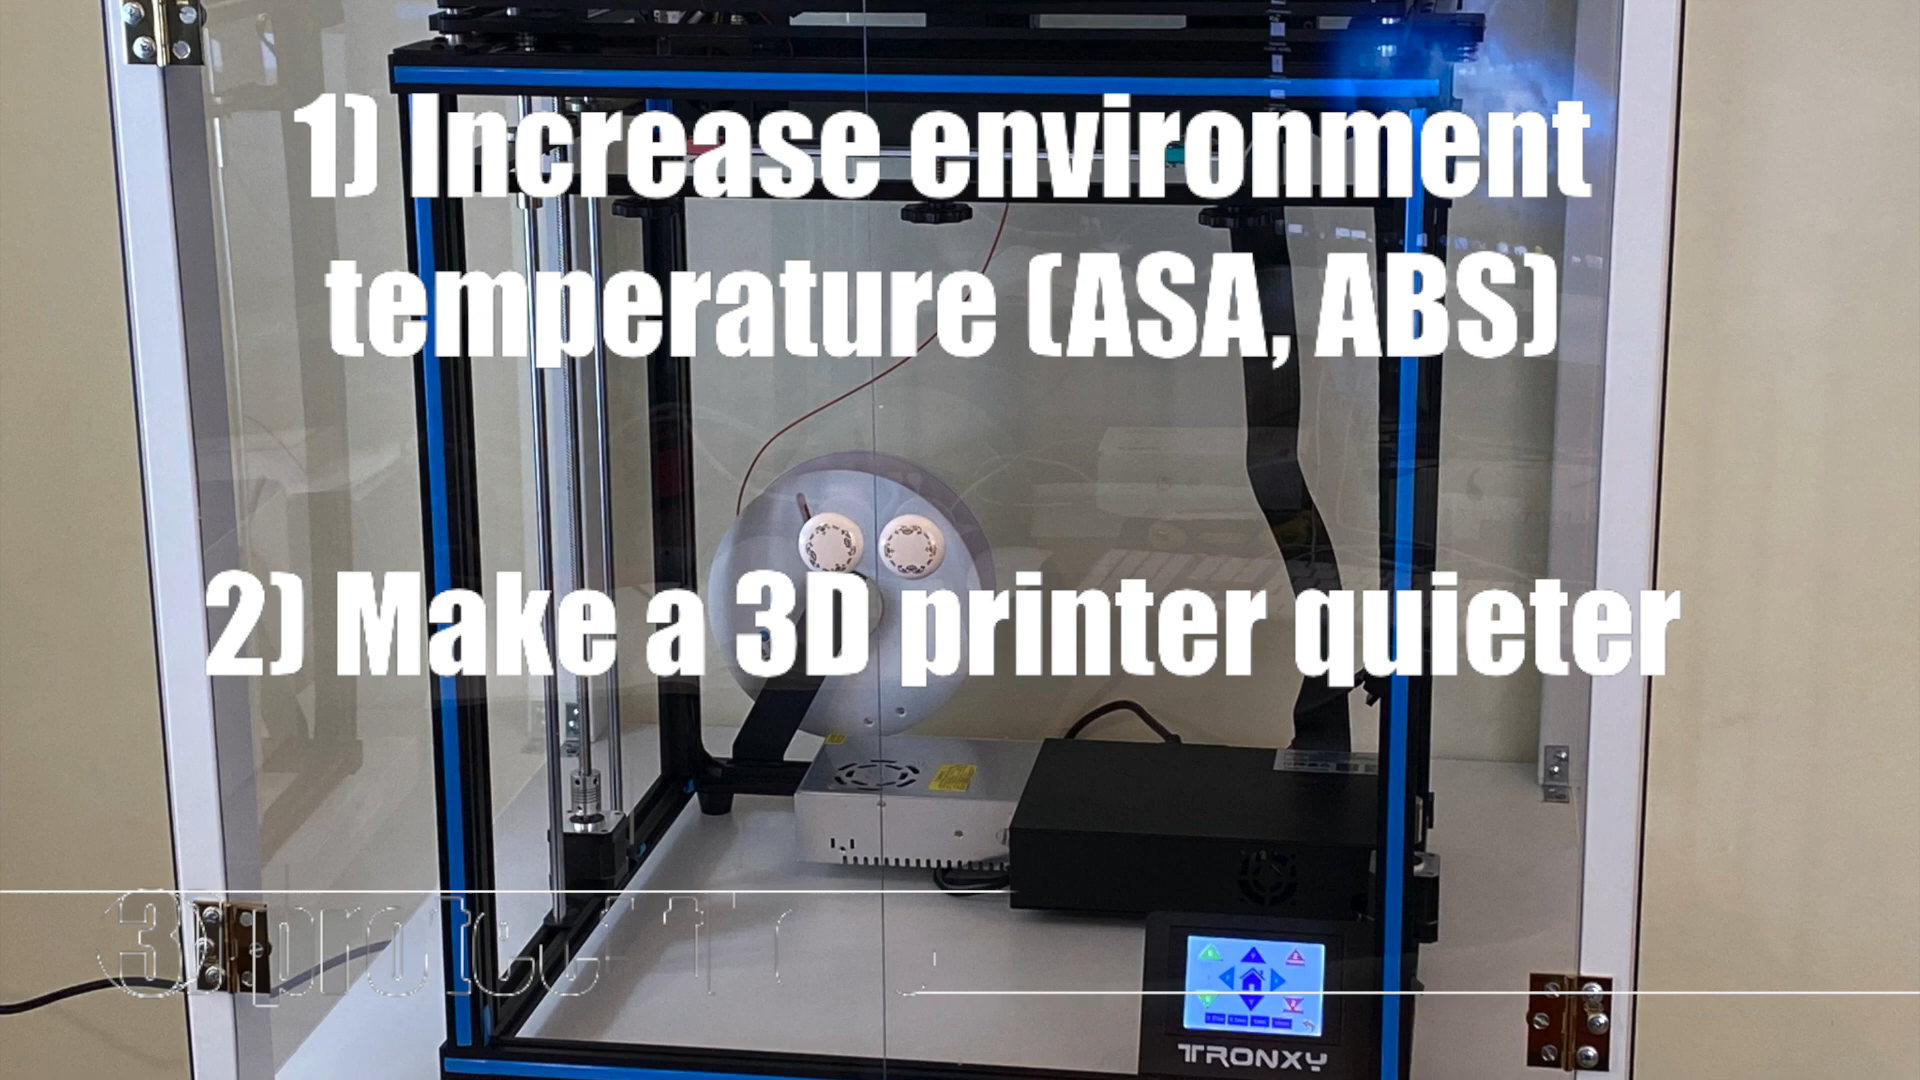 1) Increase environment
temperature (ASA, ABS)
2) Make a 3D printer quieter
TRONXY